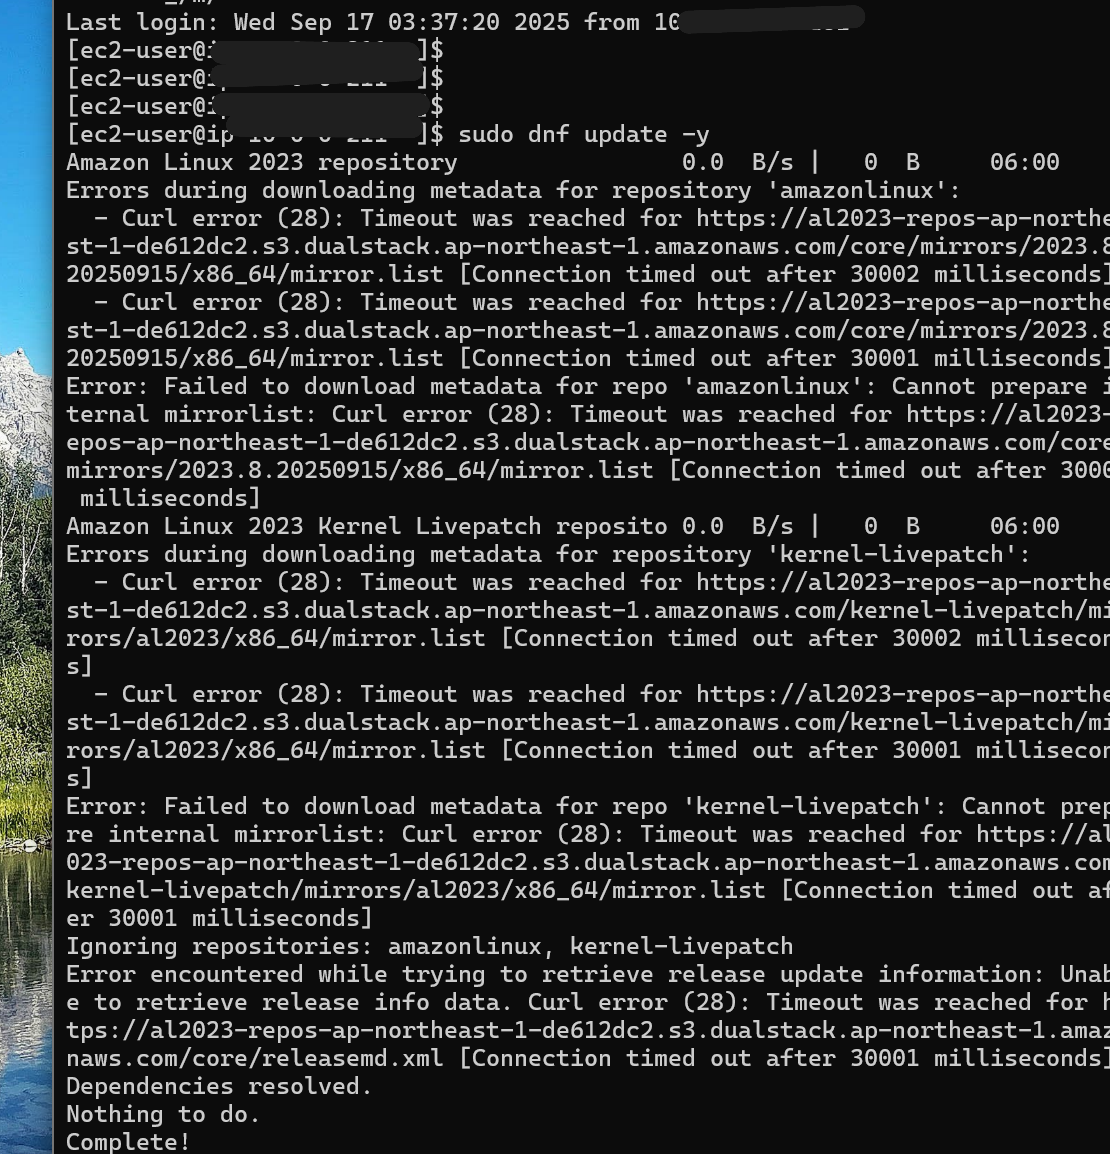 Last login: Wed Sep 17 03:37:20 2025 from 10
[ec2-user@ ]$
[ec2-user@ ]$
[ec2-user@ ]$
[ec2-user@ip ]$ sudo dnf update -y
Amazon Linux 2023 repository 0.0 B/s | 0 B 06:00
Errors during downloading metadata for repository 'amazonlinux':
- Curl error (28): Timeout was reached for https://al2023-repos-ap-northe
st-1-de612dc2.s3.dualstack.ap-northeast-1.amazonaws.com/core/mirrors/2023.8
20250915/x86_64/mirror.list [Connection timed out after 30002 milliseconds]
- Curl error (28): Timeout was reached for https://al2023-repos-ap-northe
st-1-de612dc2.s3.dualstack.ap-northeast-1.amazonaws.com/core/mirrors/2023.8
20250915/x86_64/mirror.list [Connection timed out after 30001 milliseconds]
Error: Failed to download metadata for repo 'amazonlinux': Cannot prepare i
ternal mirrorlist: Curl error (28): Timeout was reached for https://al2023-
epos-ap-northeast-1-de612dc2.s3.dualstack.ap-northeast-1.amazonaws.com/core
mirrors/2023.8.20250915/x86_64/mirror.list [Connection timed out after 3000
milliseconds]
Amazon Linux 2023 Kernel Livepatch reposito 0.0 B/s | 0 B 06:00
Errors during downloading metadata for repository 'kernel-livepatch':
- Curl error (28): Timeout was reached for https://al2023-repos-ap-northe
st-1-de612dc2.s3.dualstack.ap-northeast-1.amazonaws.com/kernel-livepatch/mi
rors/al2023/x86_64/mirror.list [Connection timed out after 30002 millisecon
s]
- Curl error (28): Timeout was reached for https://al2023-repos-ap-northe
st-1-de612dc2.s3.dualstack.ap-northeast-1.amazonaws.com/kernel-livepatch/mi
rors/al2023/x86_64/mirror.list [Connection timed out after 30001 millisecon
s]
Error: Failed to download metadata for repo 'kernel-livepatch': Cannot prep
re internal mirrorlist: Curl error (28): Timeout was reached for https://al
023-repos-ap-northeast-1-de612dc2.s3.dualstack.ap-northeast-1.amazonaws.com
kernel-livepatch/mirrors/al2023/x86_64/mirror.list [Connection timed out af
er 30001 milliseconds]
Ignoring repositories: amazonlinux, kernel-livepatch
Error encountered while trying to retrieve release update information: Unab
e to retrieve release info data. Curl error (28): Timeout was reached for h
tps://al2023-repos-ap-northeast-1-de612dc2.s3.dualstack.ap-northeast-1.amaz
naws.com/core/releasemd.xml [Connection timed out after 30001 milliseconds]
Dependencies resolved.
Nothing to do.
Complete!